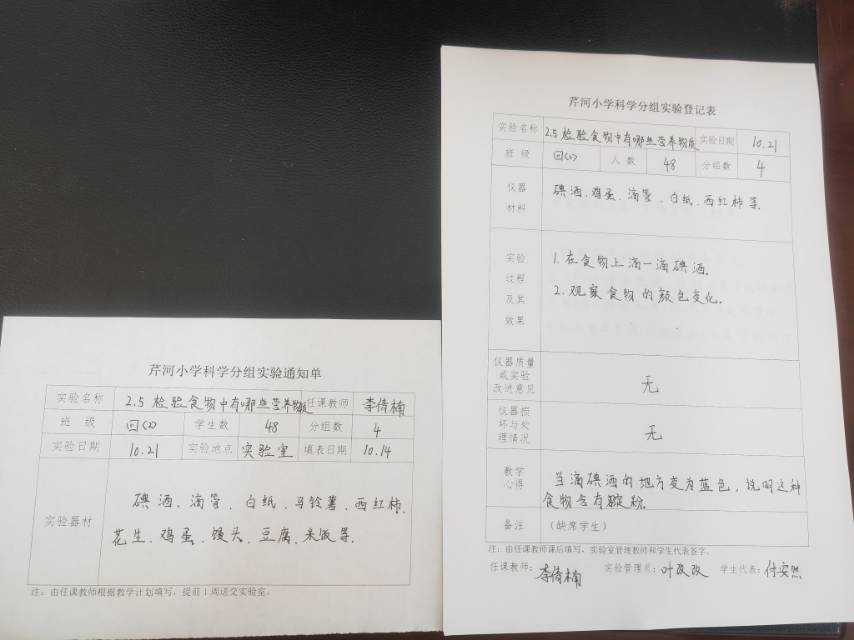 芹河小学科学分组实验通知单
实验名称 2.5 检验食物中有哪些营养物质 任课教师 李倩楠
班 级 四(2) 学生数 48 分组数 4
实验日期 10.21 实验地点 实验室 填表日期 10.14
实验器材 碘酒、滴管、白纸、马铃薯、西红柿、
花生、鸡蛋、馒头、豆腐、米饭等.
注：由任课教师根据教学计划填写，提前1周送交实验室。
芹河小学科学分组实验登记表
实验名称 2.5 检验食物中有哪些营养物质 实验日期 10.21
班 级 四(2) 人 数 48 分组数 4
仪器
材料
碘酒、鸡蛋、滴管、白纸、西红柿等.
实验
过程
及其
效果
1. 在食物上滴一滴碘酒.
2. 观察食物的颜色变化.
仪器质量
或实验
改进意见
无
仪器损
坏与处
理情况
无
教学
心得
当滴碘酒的地方变为蓝色，说明这种
食物含有淀粉.
备注 （缺席学生）
注：由任课教师课后填写，实验室管理教师和学生代表签字。
任课教师：李倩楠 实验管理员：叶改改 学生代表：付安然